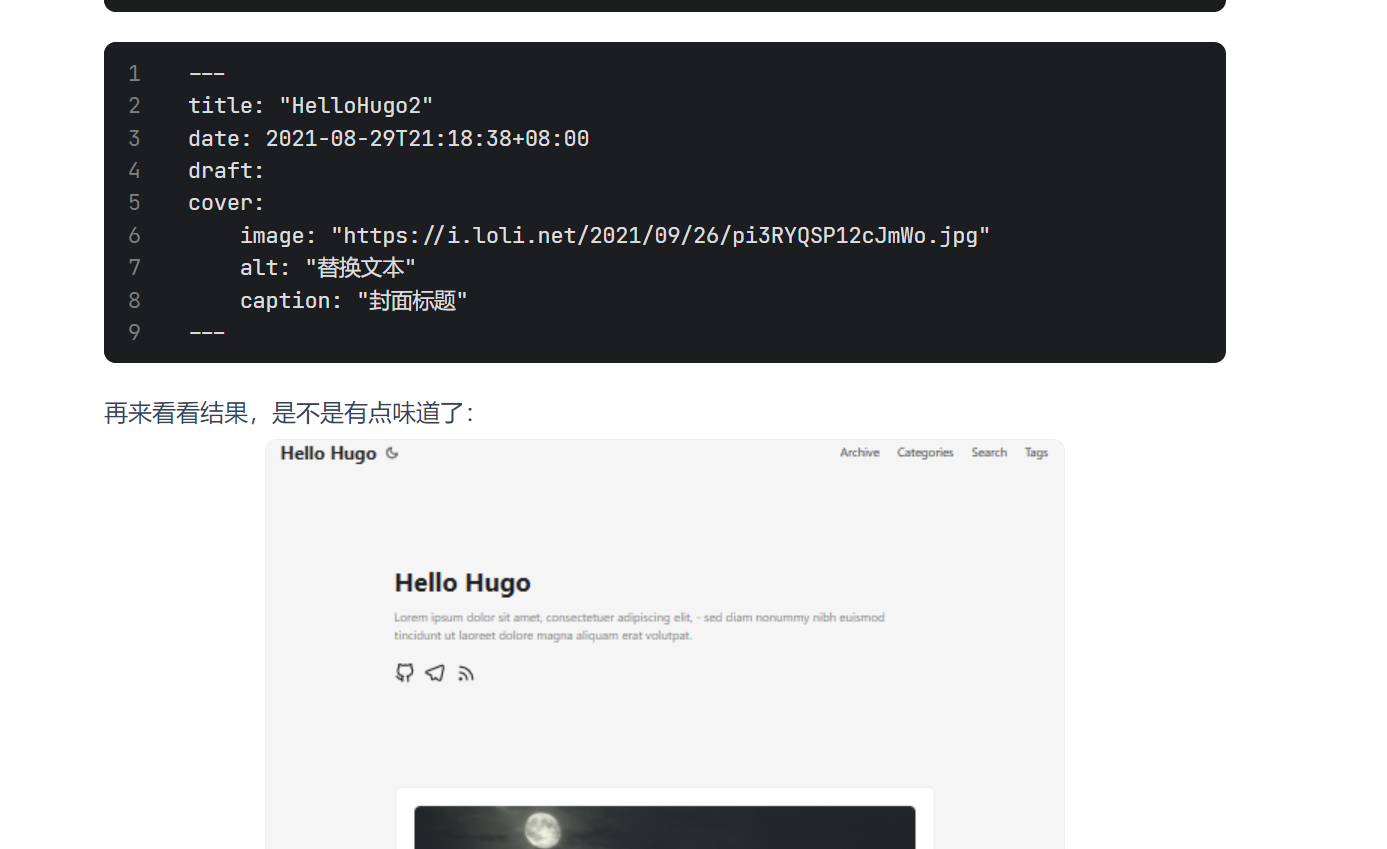 1 ---
2 title: "HelloHugo2"
3 date: 2021-08-29T21:18:38+08:00
4 draft:
5 cover:
6     image: "https://i.loli.net/2021/09/26/pi3RYQSP12cJmWo.jpg"
7     alt: "替换文本"
8     caption: "封面标题"
9 ---
再来看看结果，是不是有点味道了：
Hello Hugo Archive Categories Search Tags
Hello Hugo
Lorem ipsum dolor sit amet, consectetuer adipiscing elit, - sed diam nonummy nibh euismod
tincidunt ut laoreet dolore magna aliquam erat volutpat.